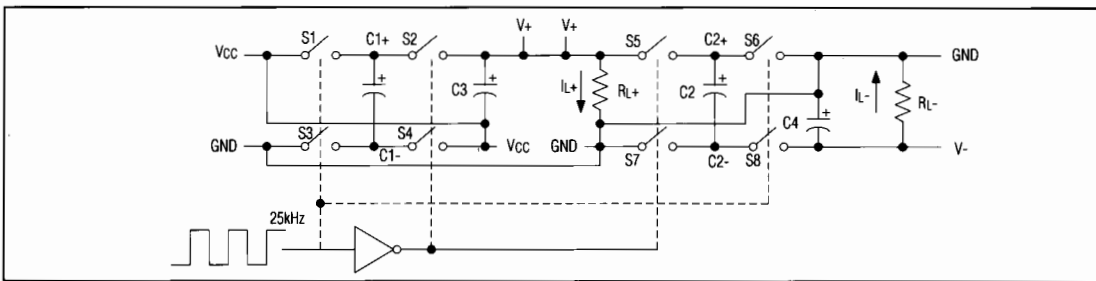 V+ V+
S1 C1+ S2 S5 C2+ S6
VCC GND
C3 IL+ RL+ C2 IL- RL-
C4
S3 S4
GND VCC GND V-
C1- S7 C2- S8
25kHz